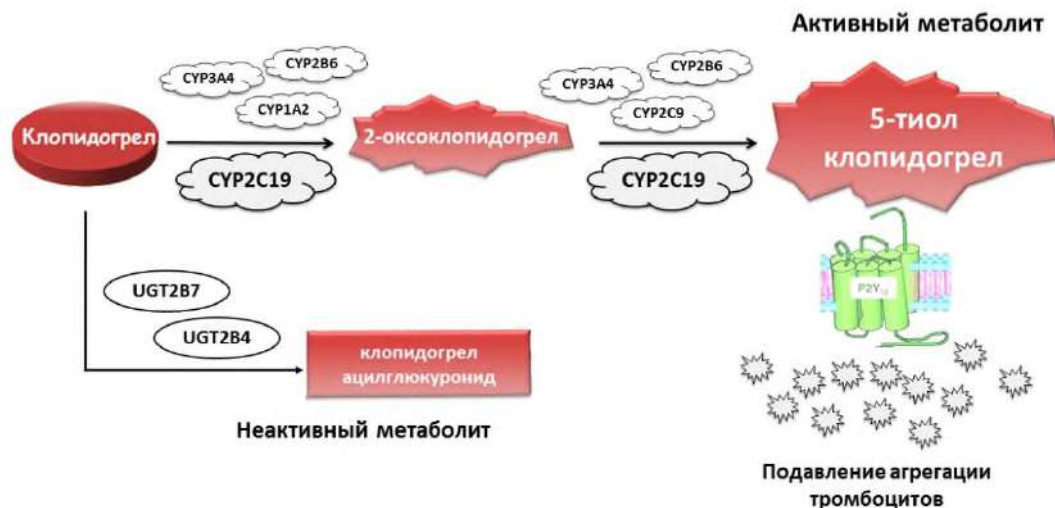 Активный метаболит
CYP3A4
CYP2B6
CYP1A2
CYP3A4
CYP2B6
CYP2C9
Клопидогрел
2-оксоклопидогрел
5-тиол
клопидогрел
CYP2C19
CYP2C19
UGT2B7
UGT2B4
P2Y₁₂
клопидогрел
ацилглюкуронид
Неактивный метаболит
Подавление агрегации
тромбоцитов